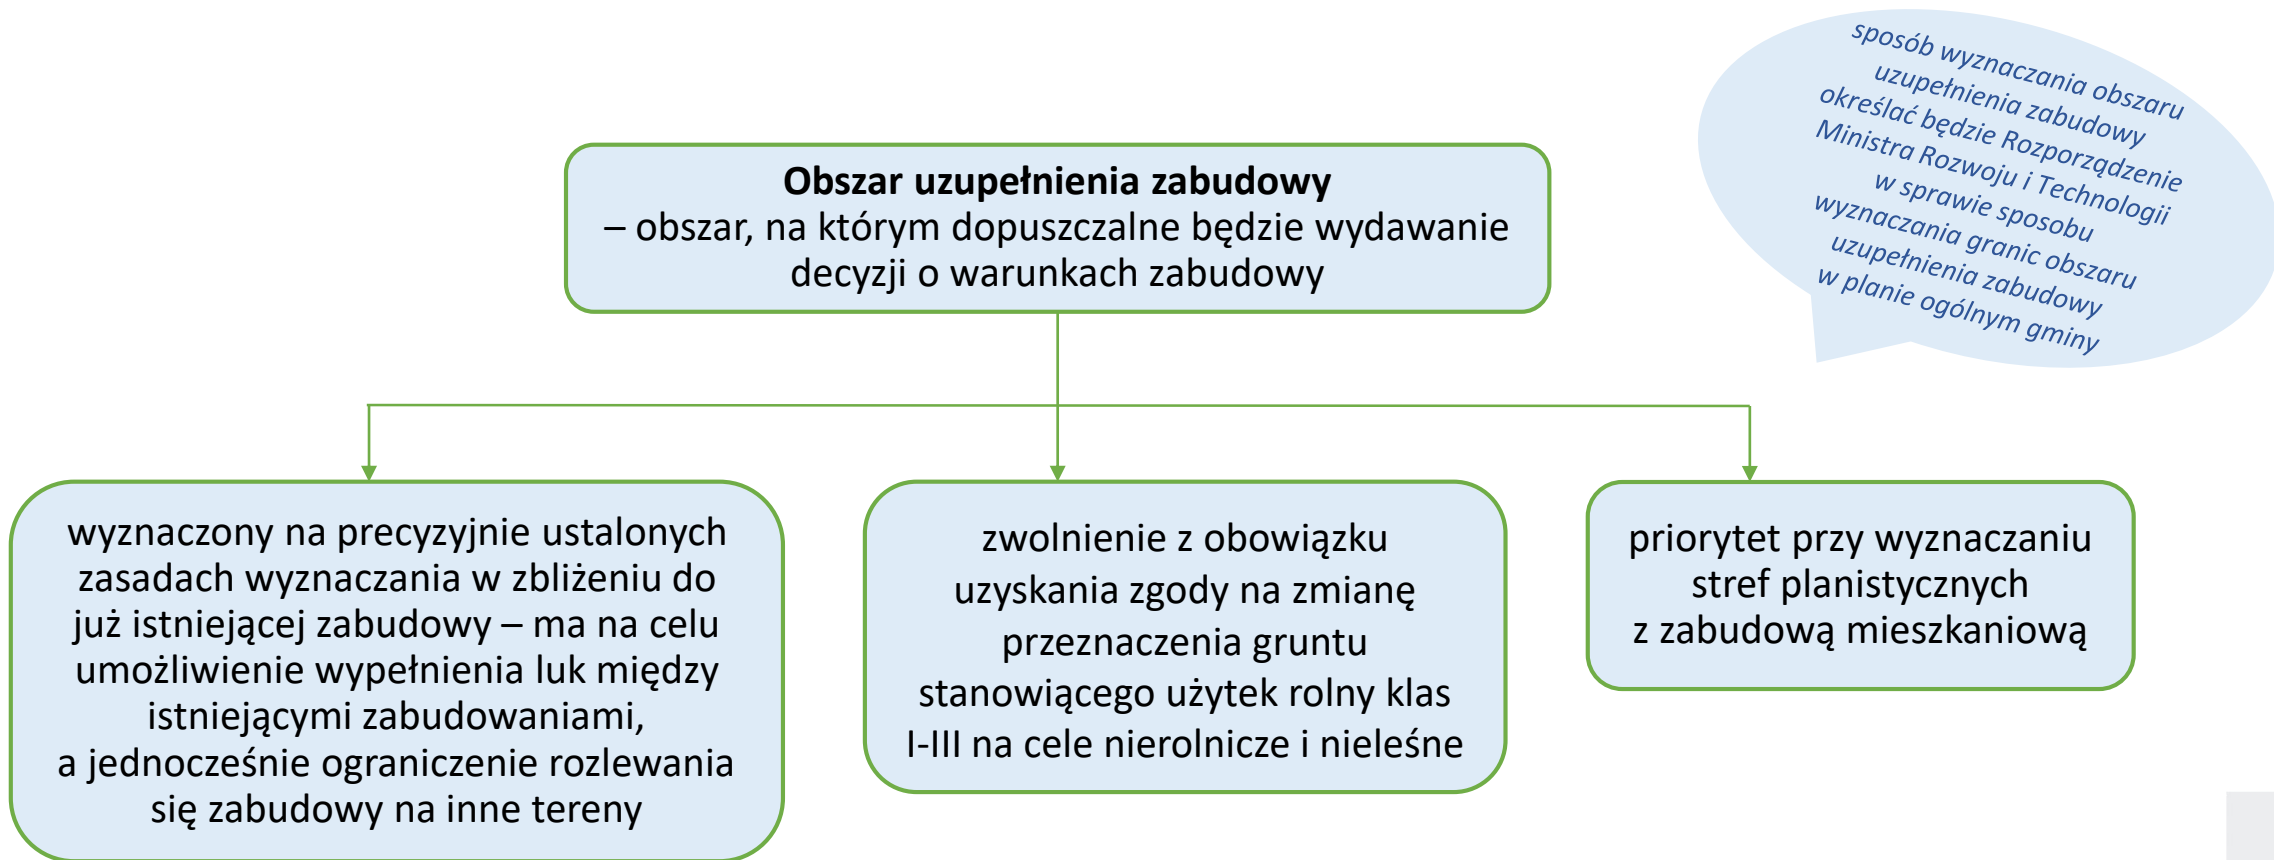 sposób wyznaczania obszaru
uzupełnienia zabudowy
określać będzie Rozporządzenie
Ministra Rozwoju i Technologii
w sprawie sposobu
wyznaczania granic obszaru
uzupełnienia zabudowy
w planie ogólnym gminy
Obszar uzupełnienia zabudowy
– obszar, na którym dopuszczalne będzie wydawanie
decyzji o warunkach zabudowy
wyznaczony na precyzyjnie ustalonych
zasadach wyznaczania w zbliżeniu do
już istniejącej zabudowy – ma na celu
umożliwienie wypełnienia luk między
istniejącymi zabudowaniami,
a jednocześnie ograniczenie rozlewania
się zabudowy na inne tereny
zwolnienie z obowiązku
uzyskania zgody na zmianę
przeznaczenia gruntu
stanowiącego użytek rolny klas
I-III na cele nierolnicze i nieleśne
priorytet przy wyznaczaniu
stref planistycznych
z zabudową mieszkaniową